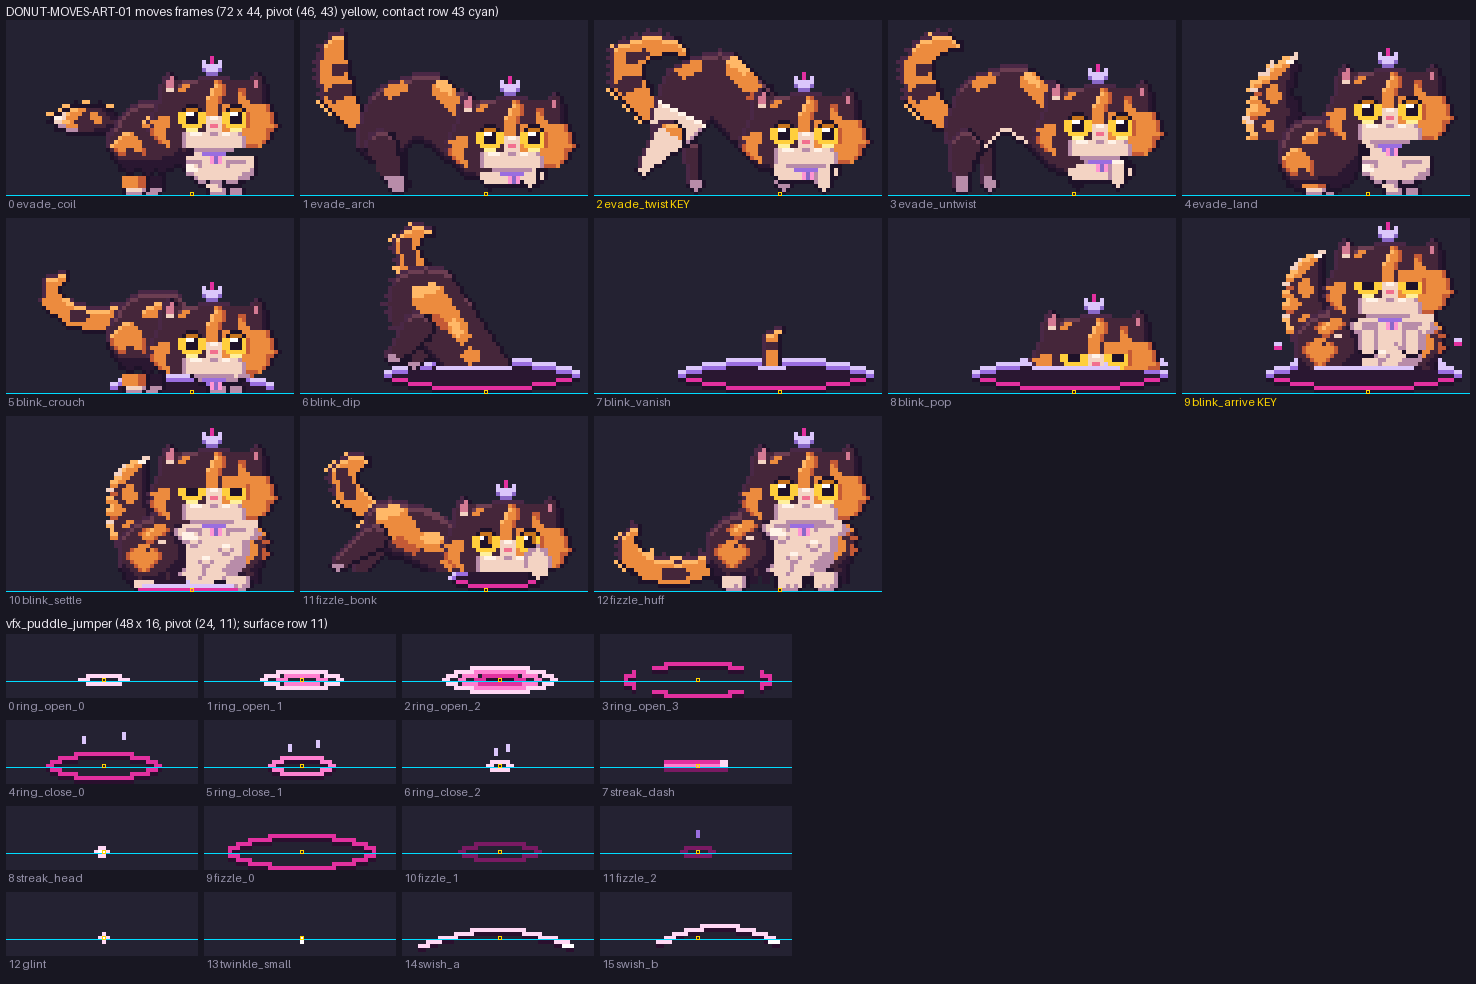 DONUT-MOVES-ART-01 moves frames (72 x 44, pivot (46, 43) yellow, contact row 43 cyan)
0 evade_coil
1 evade_arch
2 evade_twist KEY
3 evade_untwist
4 evade_land
5 blink_crouch
6 blink_dip
7 blink_vanish
8 blink_pop
9 blink_arrive KEY
10 blink_settle
11 fizzle_bonk
12 fizzle_huff
vfx_puddle_jumper (48 x 16, pivot (24, 11); surface row 11)
0 ring_open_0
1 ring_open_1
2 ring_open_2
3 ring_open_3
4 ring_close_0
5 ring_close_1
6 ring_close_2
7 streak_dash
8 streak_head
9 fizzle_0
10 fizzle_1
11 fizzle_2
12 glint
13 twinkle_small
14 swish_a
15 swish_b